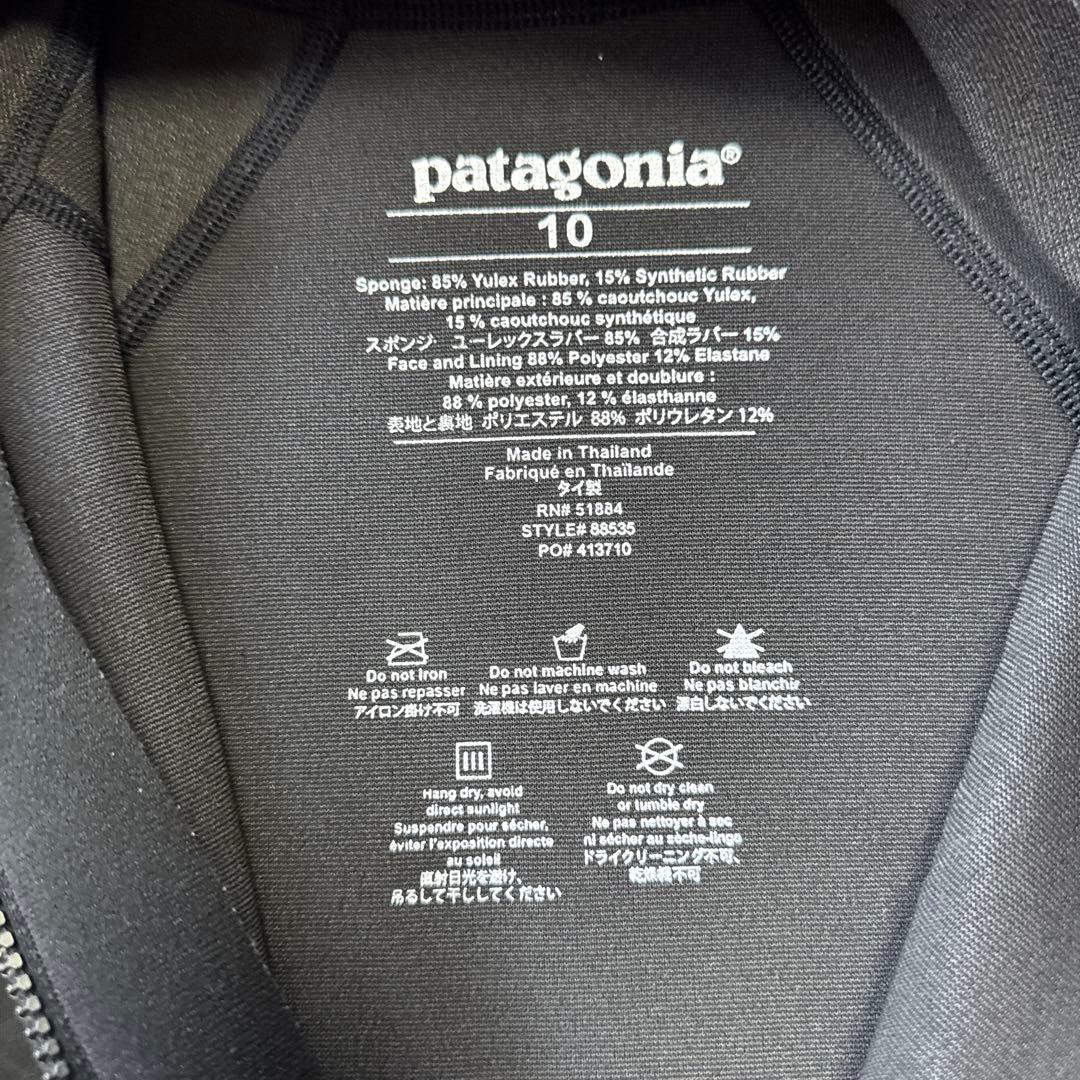 patagonia®
10
Sponge: 85% Yulex Rubber, 15% Synthetic Rubber
Matière principale : 85 % caoutchouc Yulex,
15 % caoutchouc synthétique
スポンジ ユーレックスラバー 85% 合成ラバー 15%
Face and Lining 88% Polyester 12% Elastane
Matière extérieure et doublure :
88 % polyester, 12 % élasthanne
表地と裏地 ポリエステル 88% ポリウレタン 12%
Made in Thailand
Fabriqué en Thaïlande
タイ製
RN# 51884
STYLE# 88535
PO# 413710
Do not iron Do not machine wash Do not bleach
Ne pas repasser Ne pas laver en machine Ne pas blanchir
アイロン掛け不可 洗濯機は使用しないでください 漂白しないでください
Hang dry, avoid
direct sunlight
Suspendre pour sécher,
éviter l'exposition directe
au soleil
直射日光を避け、
吊るして干ししてください
Do not dry clean
or tumble dry
Ne pas nettoyer à sec
ni sécher au sèche-linge
ドライクリーニング不可、
乾燥機不可